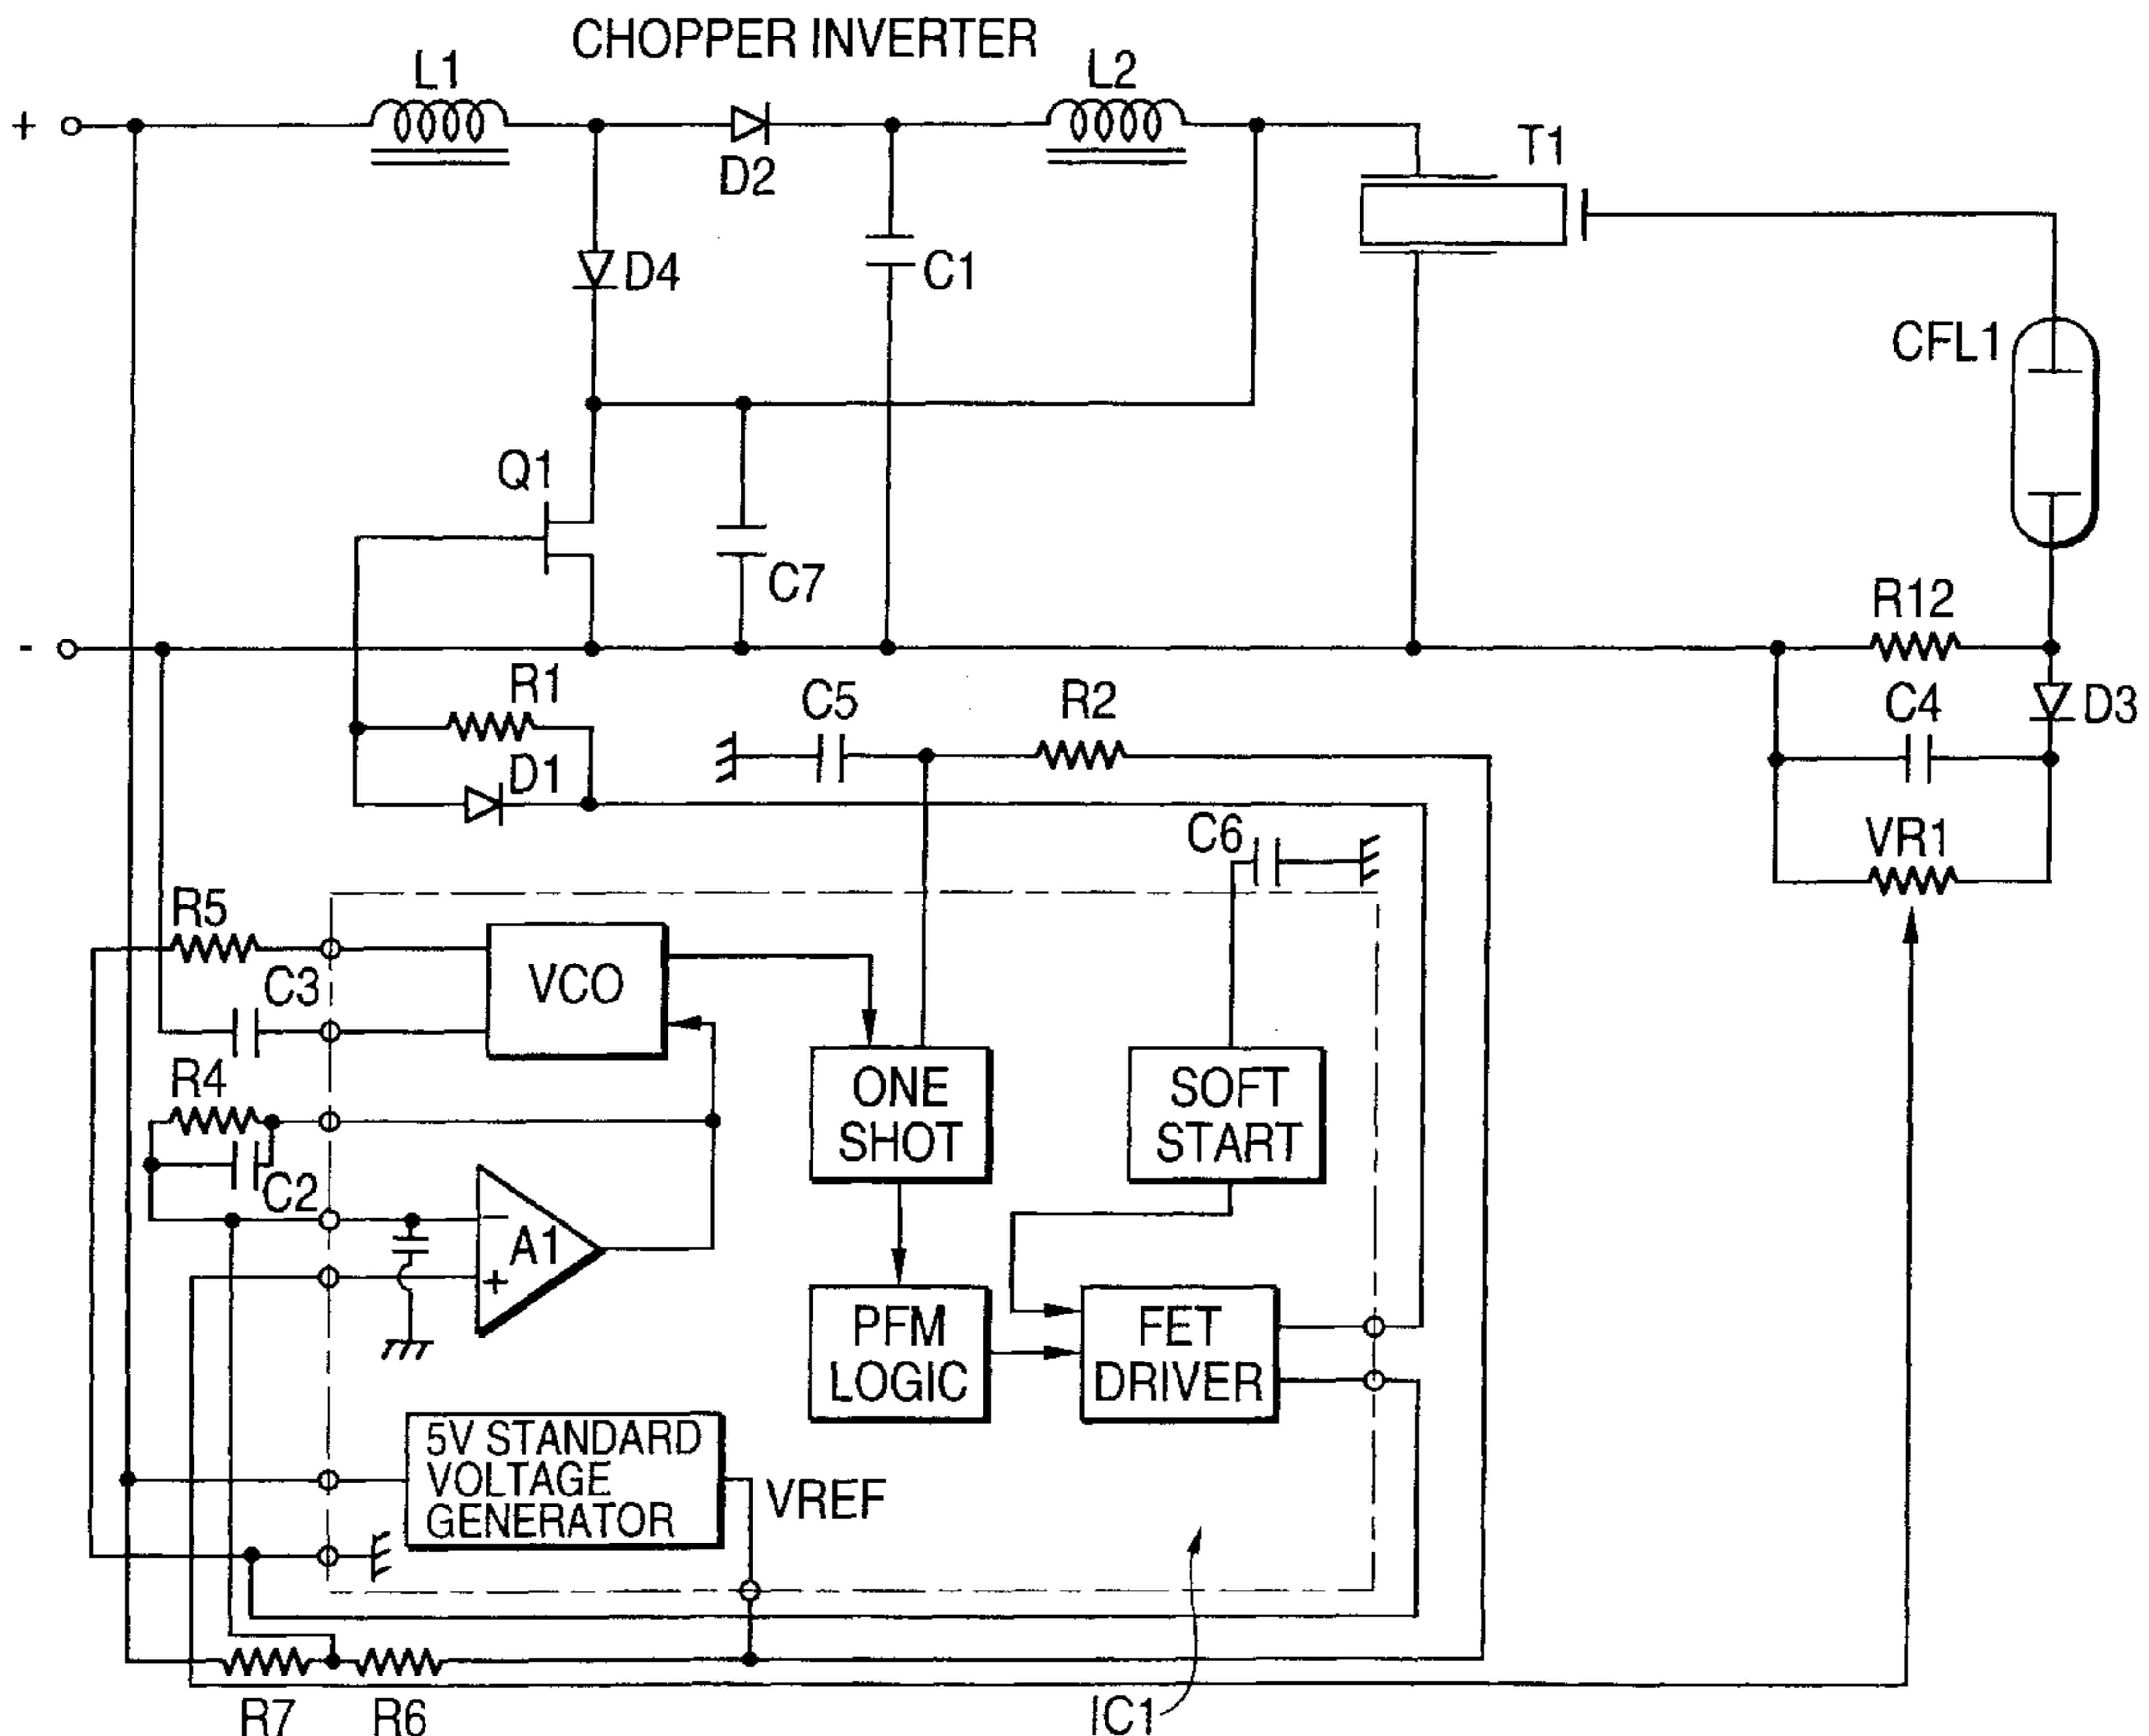 CHOPPER INVERTER
L1
L2
+
D2
T1
D4
C1
CFL1
Q1
C7
R12
-
R1
C5
R2
C4
D3
D1
C6
VR1
R5
VCO
C3
R4
ONE
SHOT
SOFT
START
C2
-
A1
+
PFM
LOGIC
FET
DRIVER
5V STANDARD
VOLTAGE
GENERATOR
VREF
R7
R6
IC1